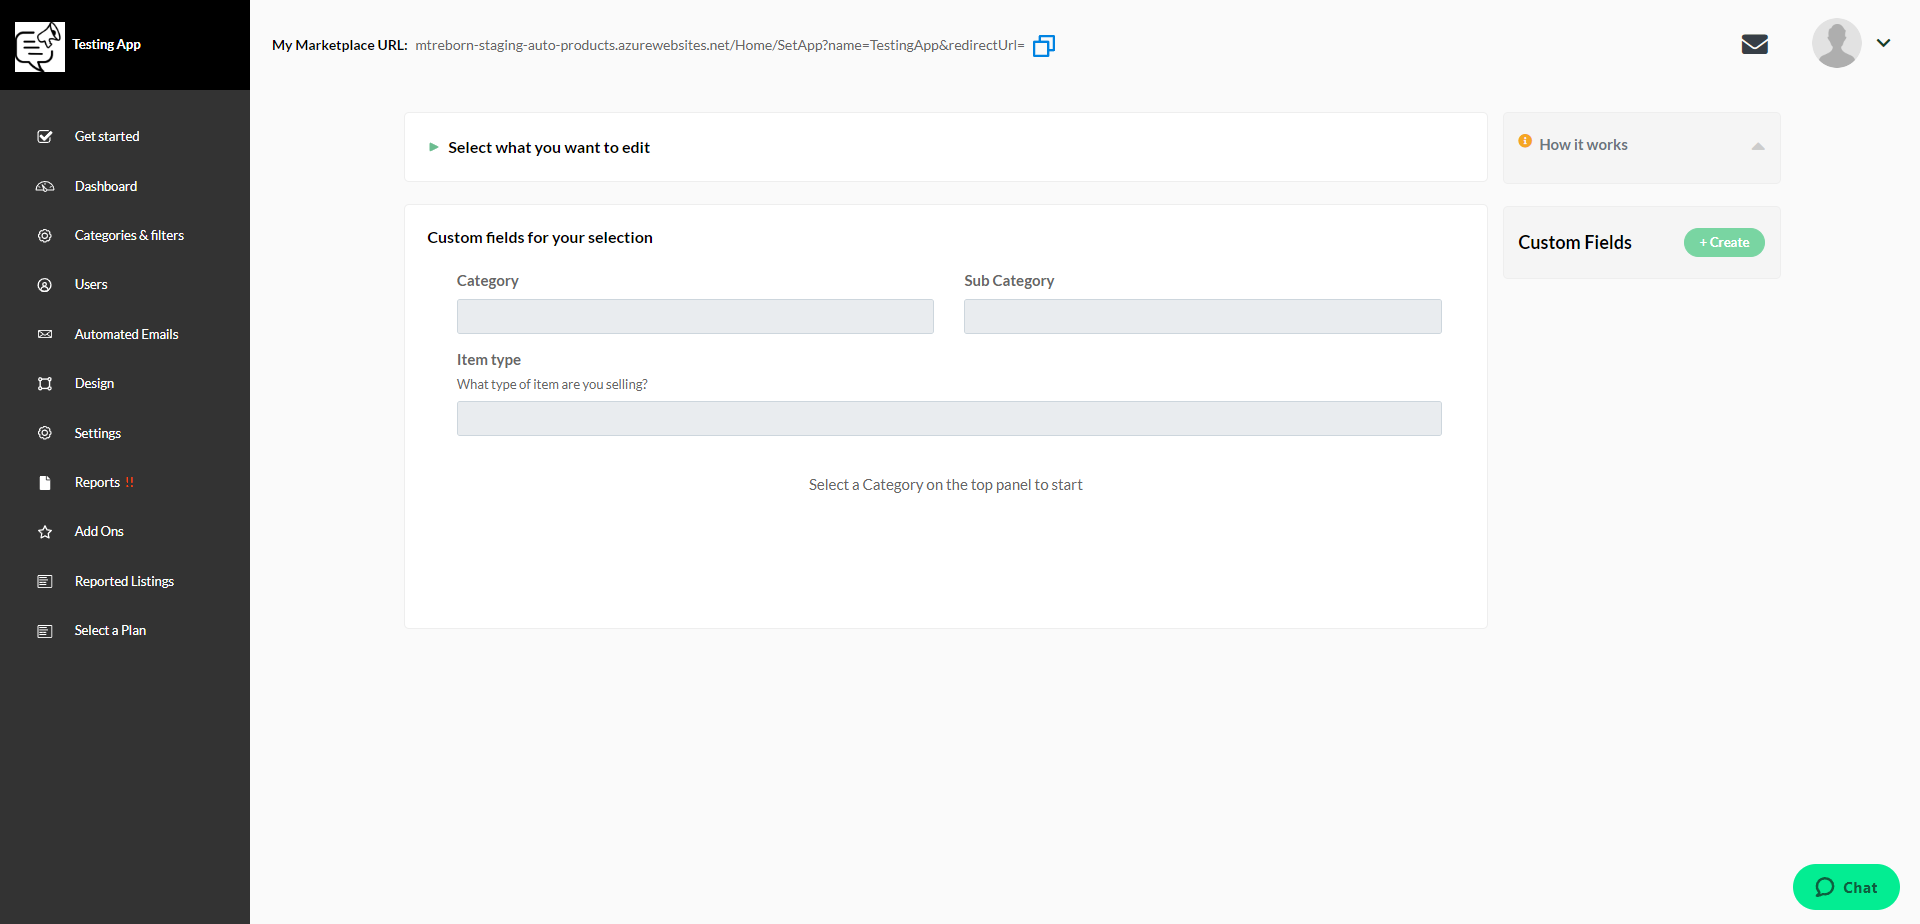 Testing App
My Marketplace URL: mtreborn-staging-auto-products.azurewebsites.net/Home/SetApp?name=TestingApp&redirectUrl=
Get started
Dashboard
Categories & filters
Users
Automated Emails
Design
Settings
Reports !!
Add Ons
Reported Listings
Select a Plan
Select what you want to edit
Custom fields for your selection
Category
Sub Category
Item type
What type of item are you selling?
Select a Category on the top panel to start
How it works
Custom Fields
+ Create
Chat